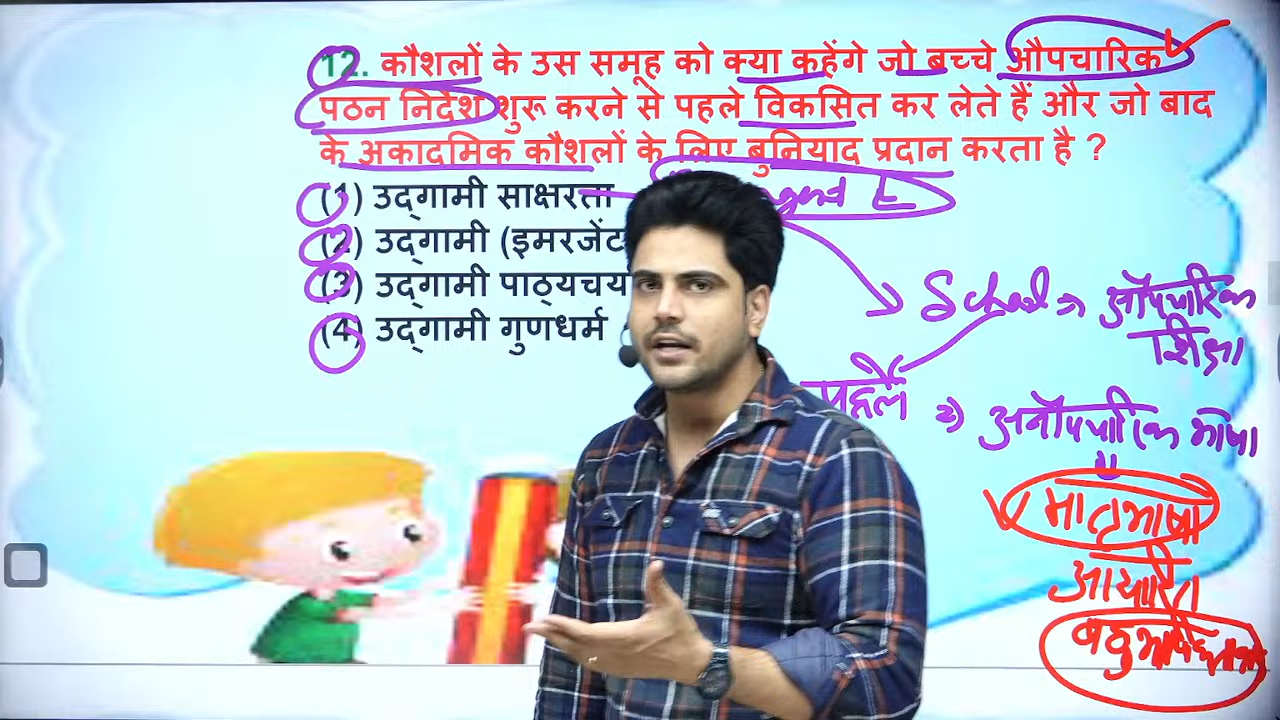 12. कौशलों के उस समूह को क्या कहेंगे जो बच्चे औपचारिक
पठन निर्देश शुरू करने से पहले विकसित कर लेते हैं और जो बाद
के अकादमिक कौशलों के लिए बुनियाद प्रदान करता है ?
(1) उद्गामी साक्षरता
(2) उद्गामी (इमरजेंट
(3) उद्गामी पाठ्यचय
(4) उद्गामी गुणधर्म
School औपचारिक
शिक्षा
पहले अनौपचारिक भाषा
मातृभाषा
आधारित